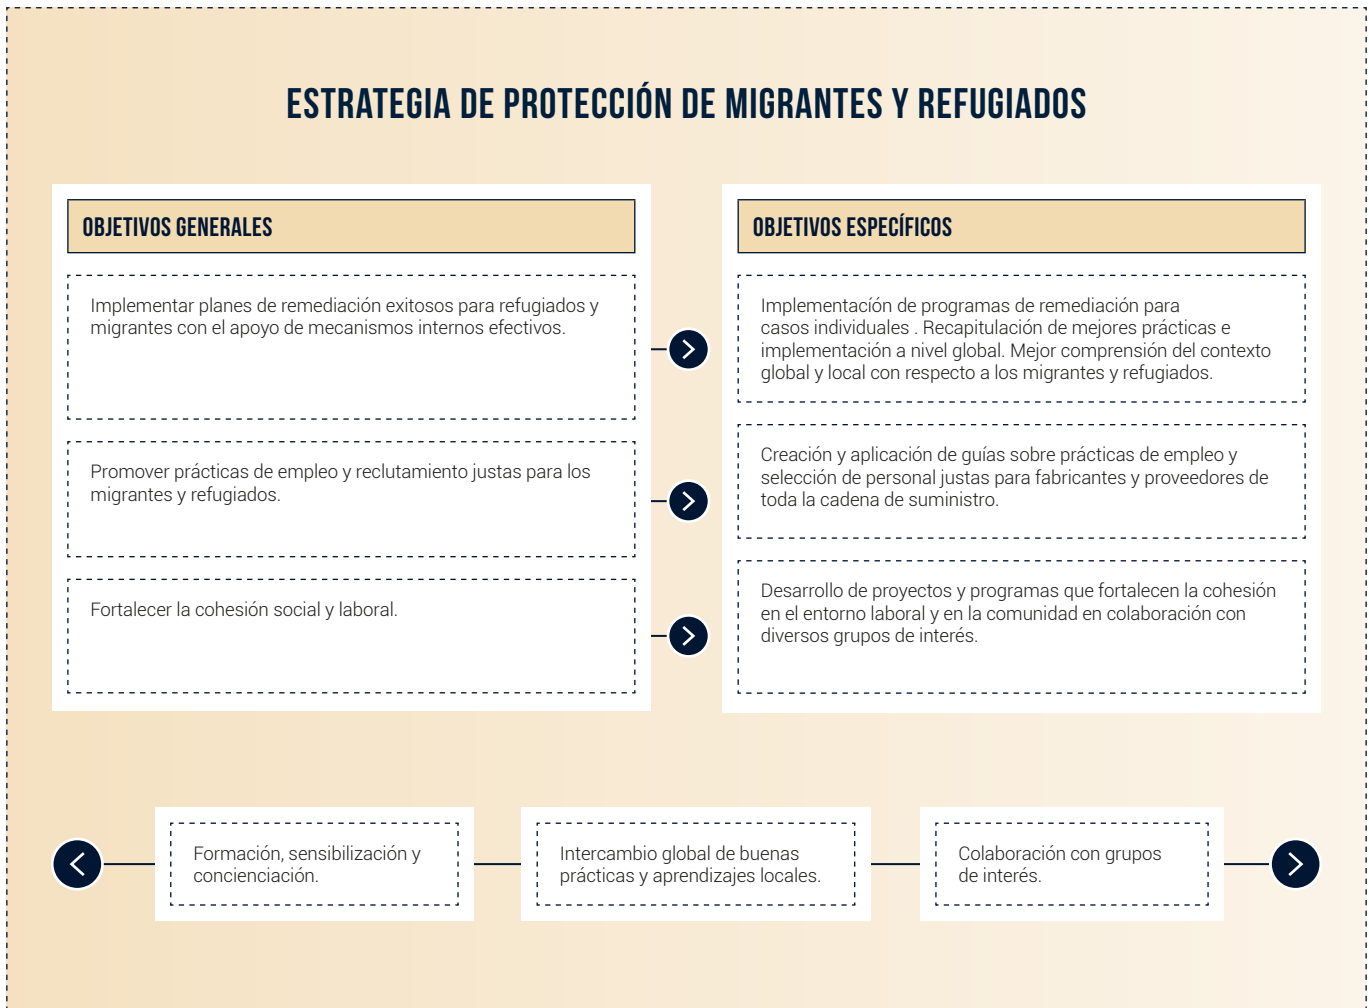 ESTRATEGIA DE PROTECCIÓN DE MIGRANTES Y REFUGIADOS
OBJETIVOS GENERALES
Implementar planes de remediación exitosos para refugiados y
migrantes con el apoyo de mecanismos internos efectivos.
Promover prácticas de empleo y reclutamiento justas para los
migrantes y refugiados.
Fortalecer la cohesión social y laboral.
OBJETIVOS ESPECÍFICOS
Implementacíón de programas de remediación para
casos individuales . Recapitulación de mejores prácticas e
implementación a nivel global. Mejor comprensión del contexto
global y local con respecto a los migrantes y refugiados.
Creación y aplicación de guías sobre prácticas de empleo y
selección de personal justas para fabricantes y proveedores de
toda la cadena de suministro.
Desarrollo de proyectos y programas que fortalecen la cohesión
en el entorno laboral y en la comunidad en colaboración con
diversos grupos de interés.
Formación, sensibilización y
concienciación.
Intercambio global de buenas
prácticas y aprendizajes locales.
Colaboración con grupos
de interés.